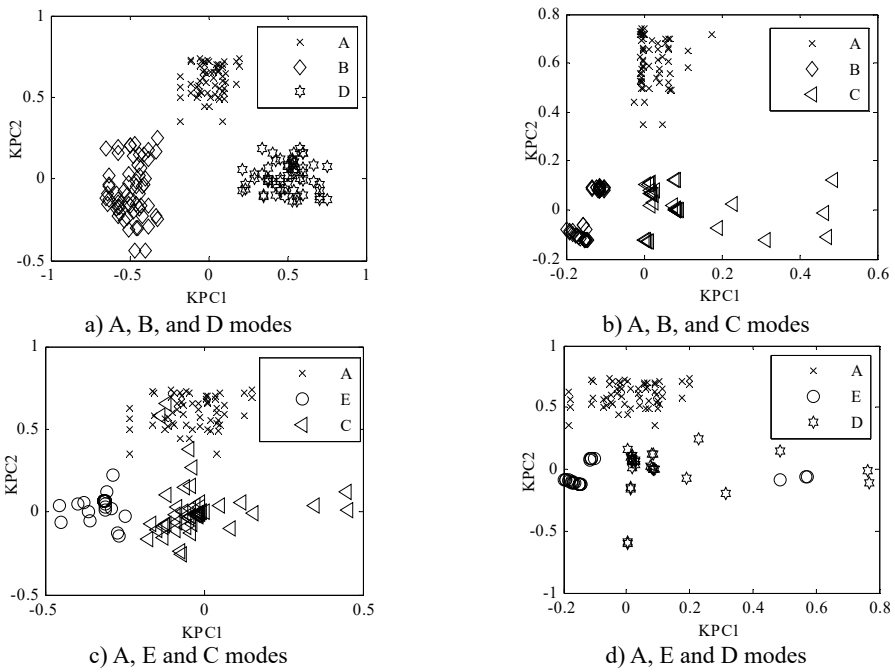 1
0.5
0
-0.5
-1
-0.5
0
0.5
1
KPC2
KPC1
A
B
D
a) A, B, and D modes
0.8
0.6
0.4
0.2
0
-0.2
-0.2
0
0.2
0.4
0.6
KPC2
KPC1
A
B
C
b) A, B, and C modes
1
0.5
0
-0.5
-0.5
0
0.5
KPC2
KPC1
A
E
C
c) A, E and C modes
1
0.5
0
-0.5
-1
-0.2
0
0.2
0.4
0.6
0.8
KPC2
KPC1
A
E
D
d) A, E and D modes